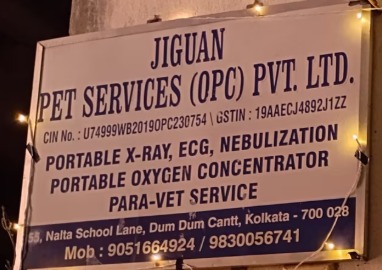 JIGUAN
PET SERVICES (OPC) PVT. LTD.
CIN No. : U74999WB2019OPC230754 \ GSTIN : 19AAECJ4892J1ZZ
PORTABLE X-RAY, ECG, NEBULIZATION
PORTABLE OXYGEN CONCENTRATOR
PARA-VET SERVICE
Nalta School Lane, Dum Dum Cantt, Kolkata - 700 028
Mob : 9051664924 / 9830056741